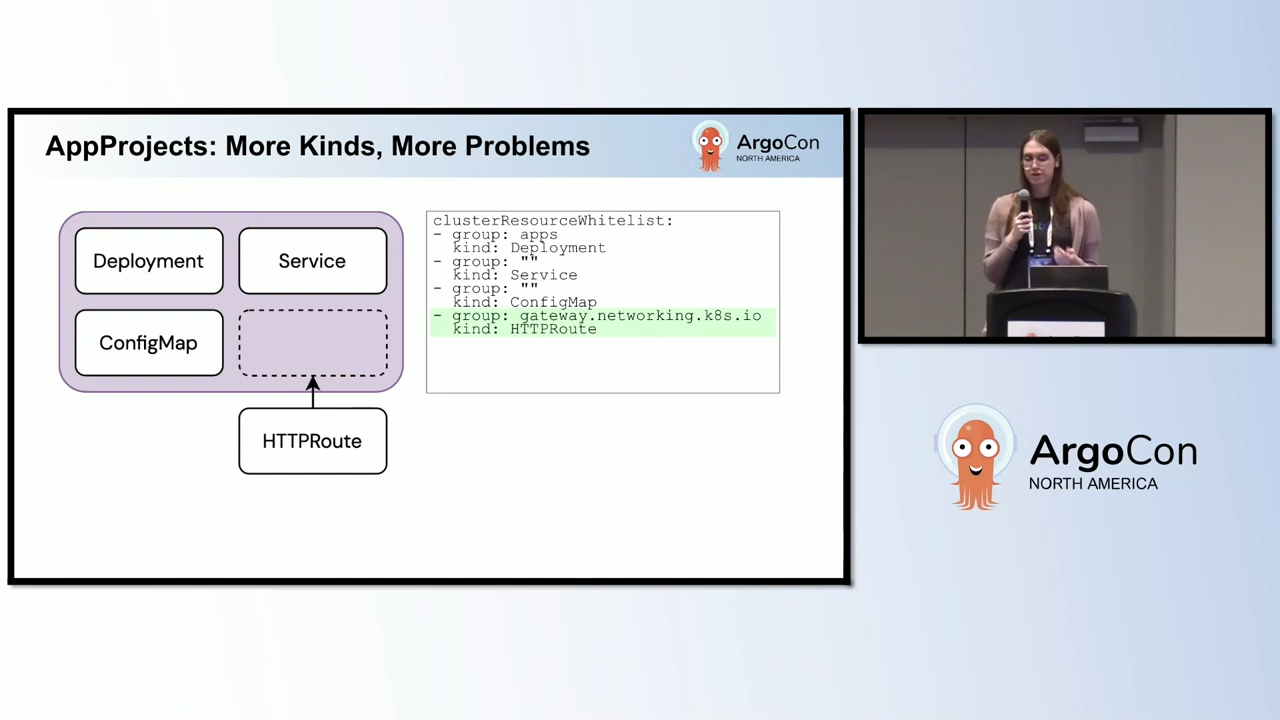 AppProjects: More Kinds, More Problems
ArgoCon
NORTH AMERICA
Deployment
Service
ConfigMap
HTTPRoute
clusterResourceWhitelist:
- group: apps
  kind: Deployment
- group: ""
  kind: Service
- group: ""
  kind: ConfigMap
- group: gateway.networking.k8s.io
  kind: HTTPRoute
ArgoCon
NORTH AMERICA